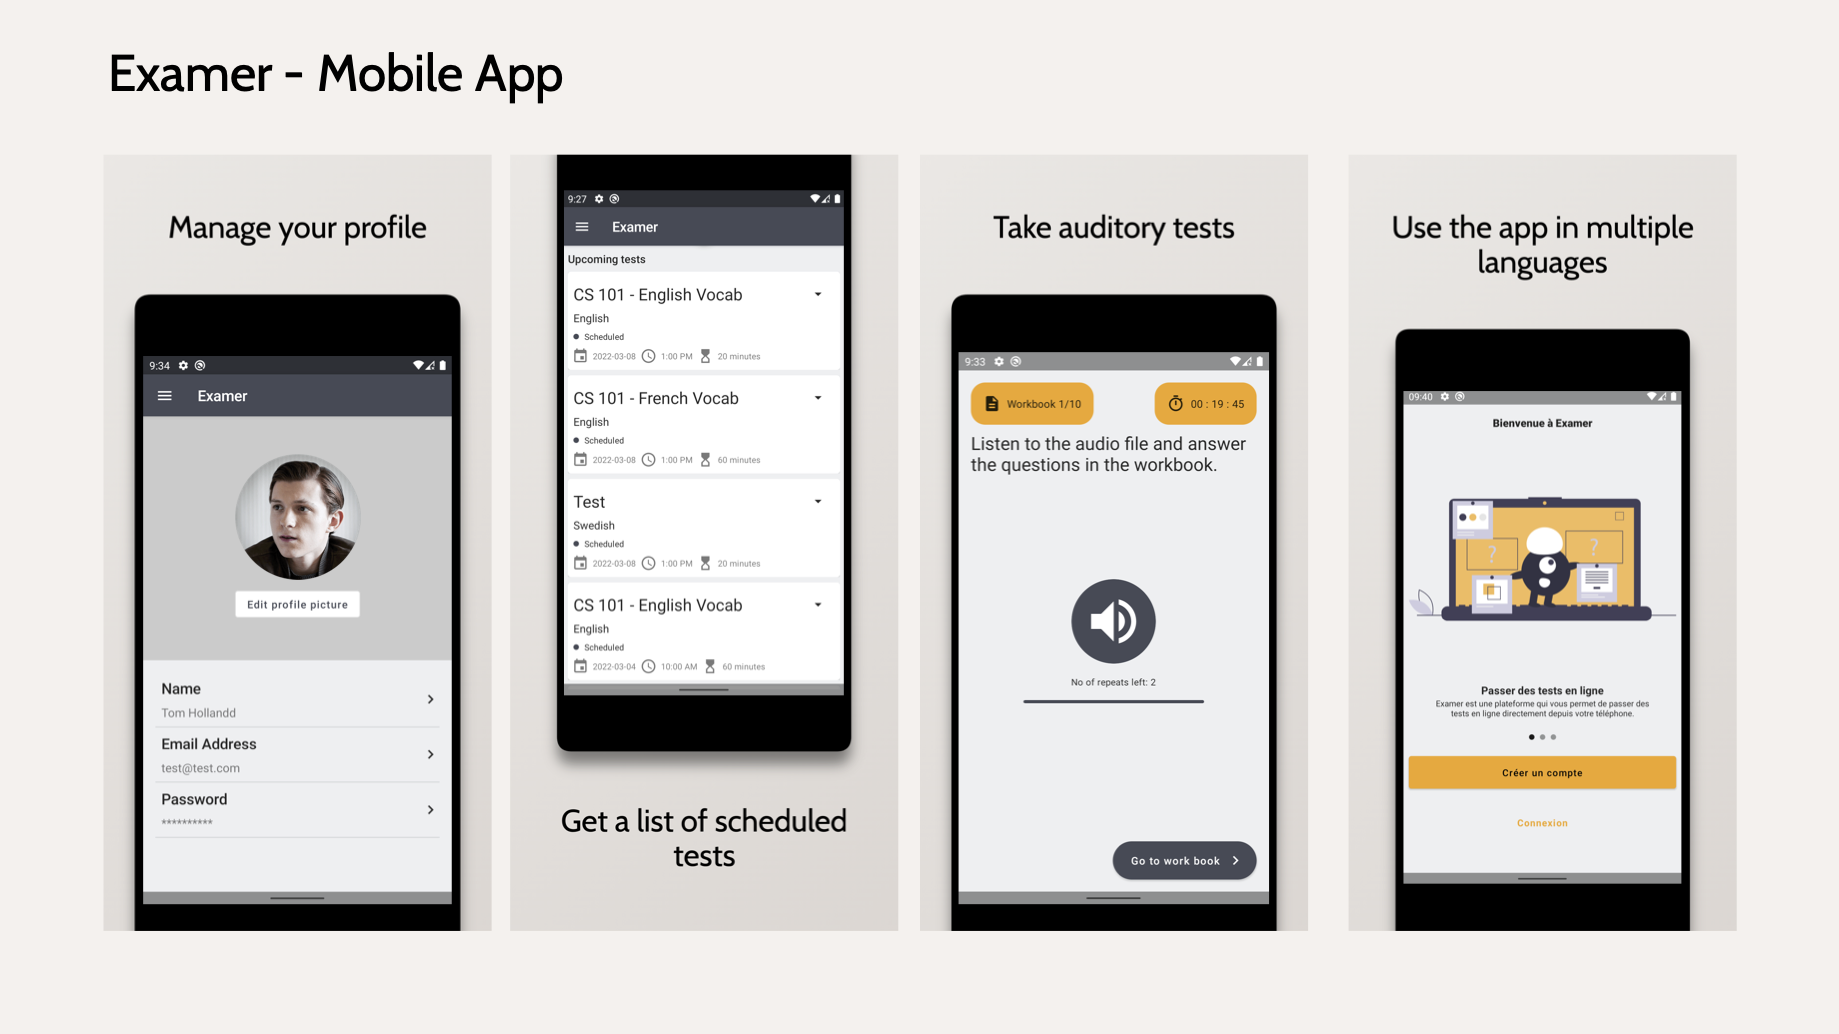 Examer - Mobile App
Manage your profile
9:34
Examer
Edit profile picture
Name
Tom Hollandd
Email Address
test@test.com
Password
**********
9:27
Examer
Upcoming tests
CS 101 - English Vocab
English
Scheduled
2022-03-08 1:00 PM 20 minutes
CS 101 - French Vocab
English
Scheduled
2022-03-08 1:00 PM 60 minutes
Test
Swedish
Scheduled
2022-03-08 1:00 PM 20 minutes
CS 101 - English Vocab
English
Scheduled
2022-03-04 10:00 AM 60 minutes
Get a list of scheduled
tests
Take auditory tests
9:33
Workbook 1/10 00 : 19 : 45
Listen to the audio file and answer
the questions in the workbook.
No of repeats left: 2
Go to work book
Use the app in multiple
languages
09:40
Bienvenue à Examer
? ?
Passer des tests en ligne
Examer est une plateforme qui vous permet de passer des
tests en ligne directement depuis votre téléphone.
Créer un compte
Connexion